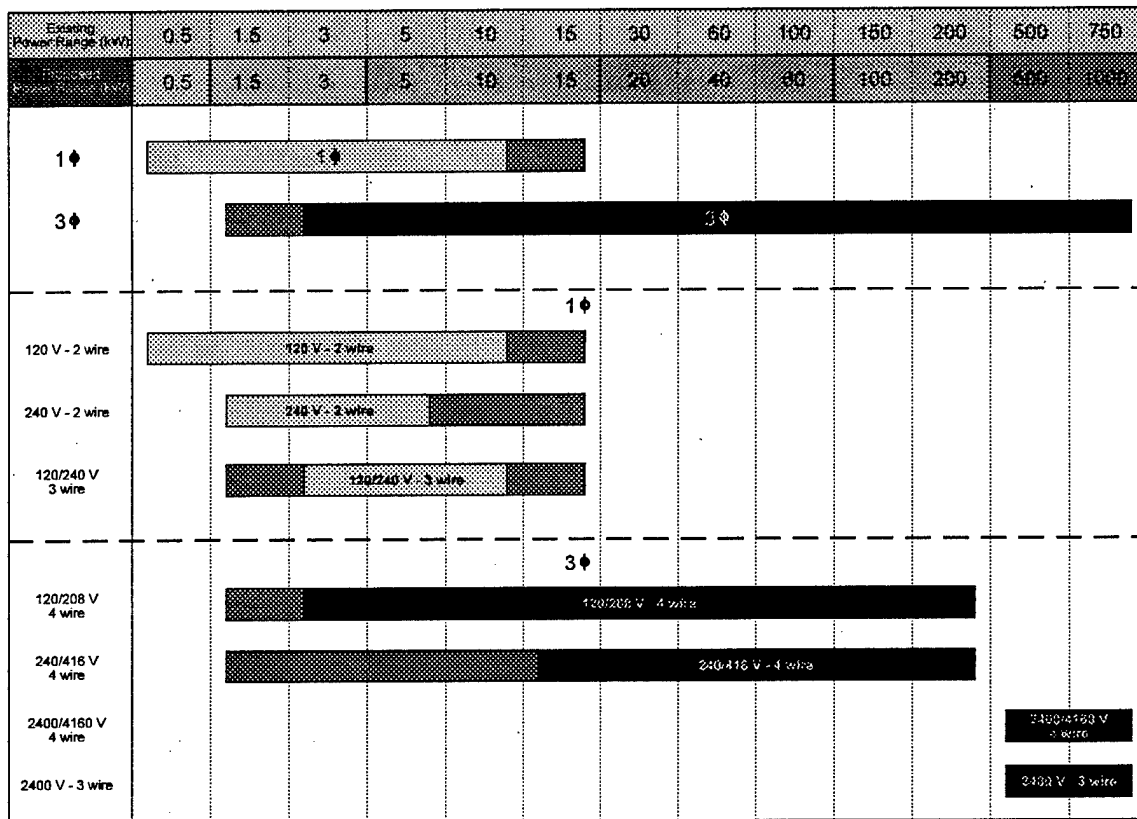 Existing
Power Range (kW) 0.5 1.5 3 5 10 15 30 60 100 150 200 500 750
0.5 1.5 3 5 10 15 20 40 80 100 200 500 1000
1ϕ 1ϕ
3ϕ 3ϕ
1ϕ
120 V - 2 wire 120 V - 2 wire
240 V - 2 wire 240 V - 2 wire
120/240 V
3 wire
120/240 V - 3 wire
3ϕ
120/208 V
4 wire
120/208 V - 4 wire
240/416 V
4 wire
240/416 V - 4 wire
2400/4160 V
4 wire
2400/4160 V
4 wire
2400 V - 3 wire 2400 V - 3 wire